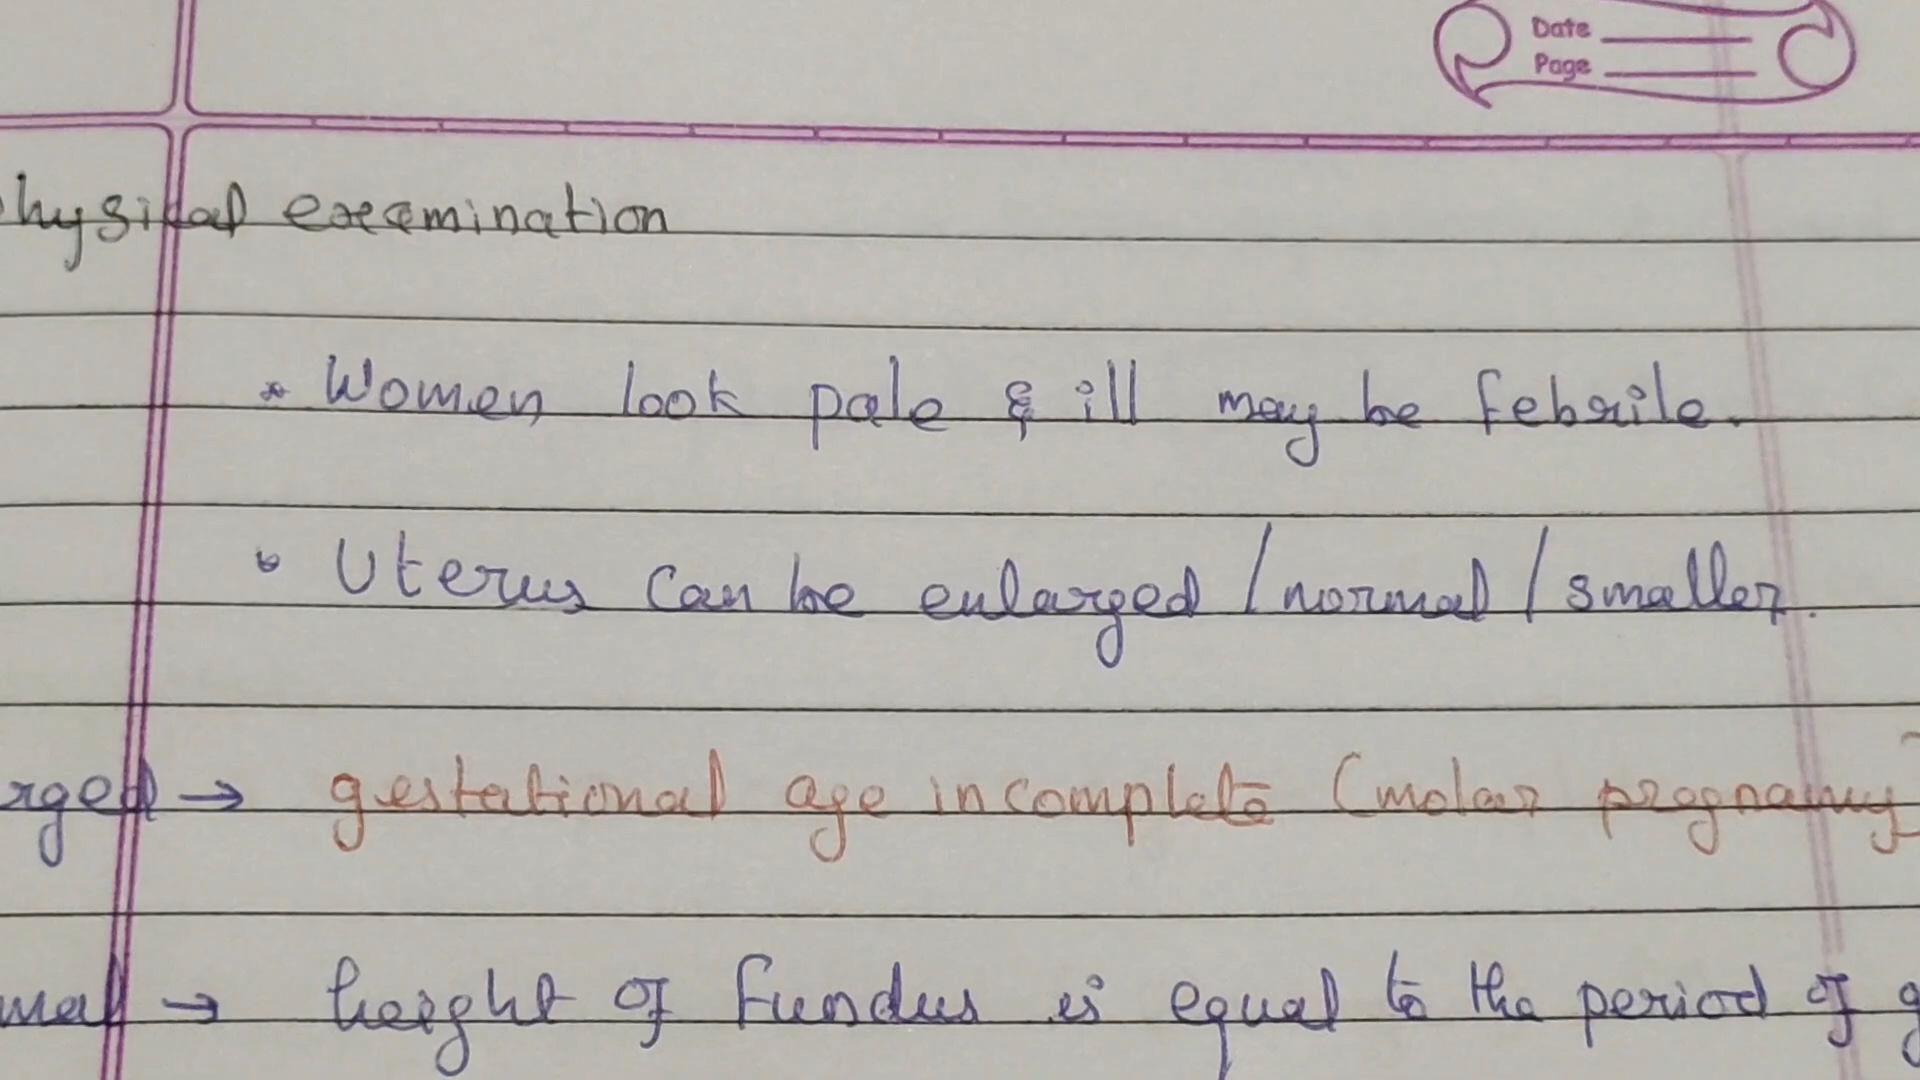 Date
Page
hysical examination
* Women look pale & ill may be febrile.
• Uterus can be enlarged / normal / smaller.
rged → gestational age incomplete (molar pregnancy
mal → height of fundus is equal to the period of g